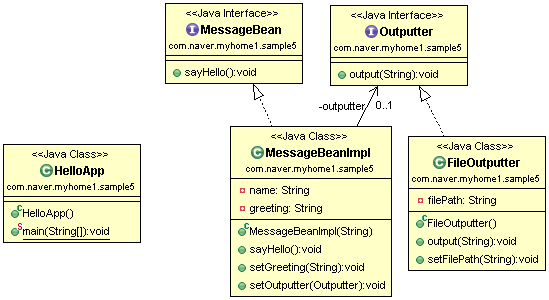 <<Java Interface>>
MessageBean
com.naver.myhome1.sample5
sayHello():void
<<Java Interface>>
Outputter
com.naver.myhome1.sample5
output(String):void
-outputter 0..1
<<Java Class>>
HelloApp
com.naver.myhome1.sample5
HelloApp()
main(String[]):void
<<Java Class>>
MessageBeanImpl
com.naver.myhome1.sample5
name: String
greeting: String
MessageBeanImpl(String)
sayHello():void
setGreeting(String):void
setOutputter(Outputter):void
<<Java Class>>
FileOutputter
com.naver.myhome1.sample5
filePath: String
FileOutputter()
output(String):void
setFilePath(String):void